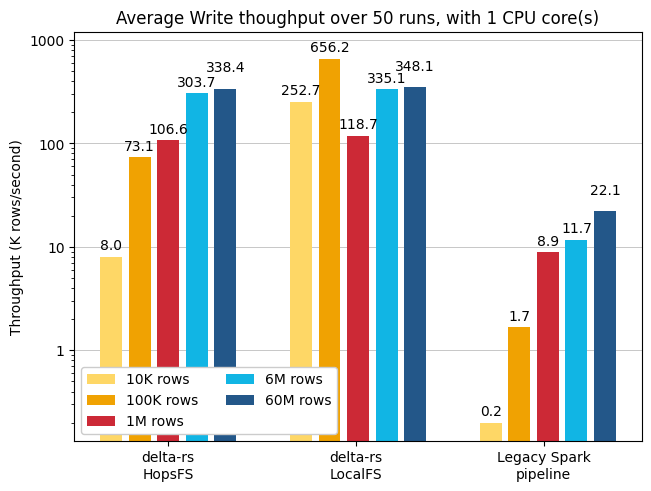 Average Write thoughput over 50 runs, with 1 CPU core(s)
Throughput (K rows/second)
1000
100
10
1
8.0
73.1
106.6
303.7
338.4
252.7
656.2
118.7
335.1
348.1
0.2
1.7
8.9
11.7
22.1
10K rows
100K rows
1M rows
6M rows
60M rows
delta-rs
HopsFS
delta-rs
LocalFS
Legacy Spark
pipeline